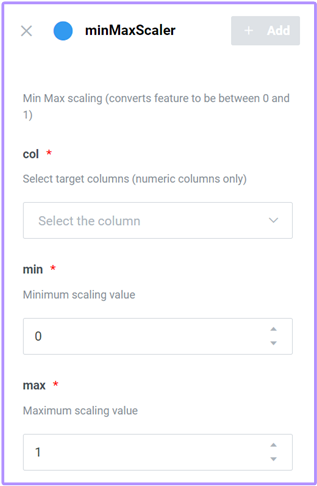 minMaxScaler
+ Add
Min Max scaling (converts feature to be between 0 and
1)
col *
Select target columns (numeric columns only)
Select the column
min *
Minimum scaling value
0
max *
Maximum scaling value
1